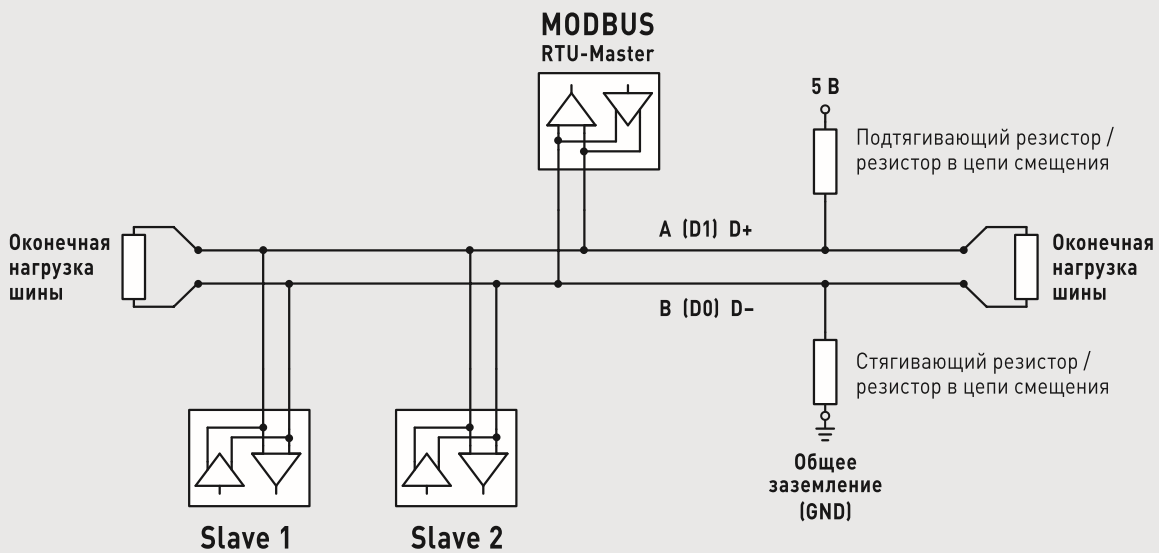 MODBUS
RTU-Master
5 В
Подтягивающий резистор /
резистор в цепи смещения
A (D1) D+
Оконечная
нагрузка
шины
Оконечная
нагрузка
шины
B (D0) D–
Стягивающий резистор /
резистор в цепи смещения
Общее
заземление
(GND)
Slave 1
Slave 2